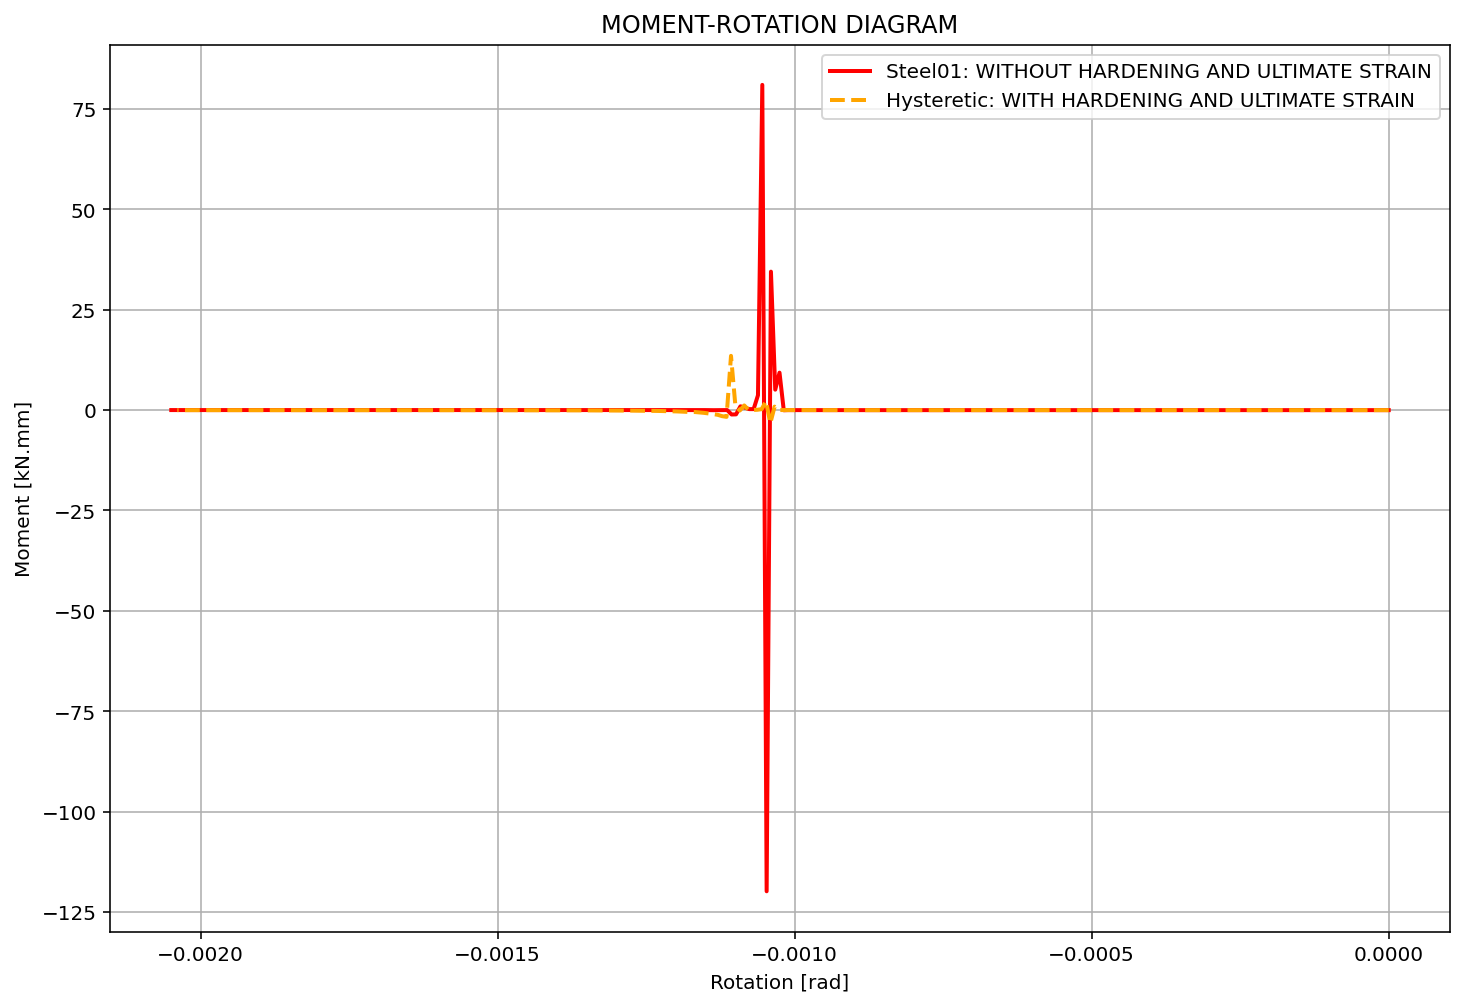 MOMENT-ROTATION DIAGRAM
Steel01: WITHOUT HARDENING AND ULTIMATE STRAIN
Hysteretic: WITH HARDENING AND ULTIMATE STRAIN
75
50
25
0
−25
−50
−75
−100
−125
Moment [kN.mm]
−0.0020
−0.0015
−0.0010
−0.0005
0.0000
Rotation [rad]